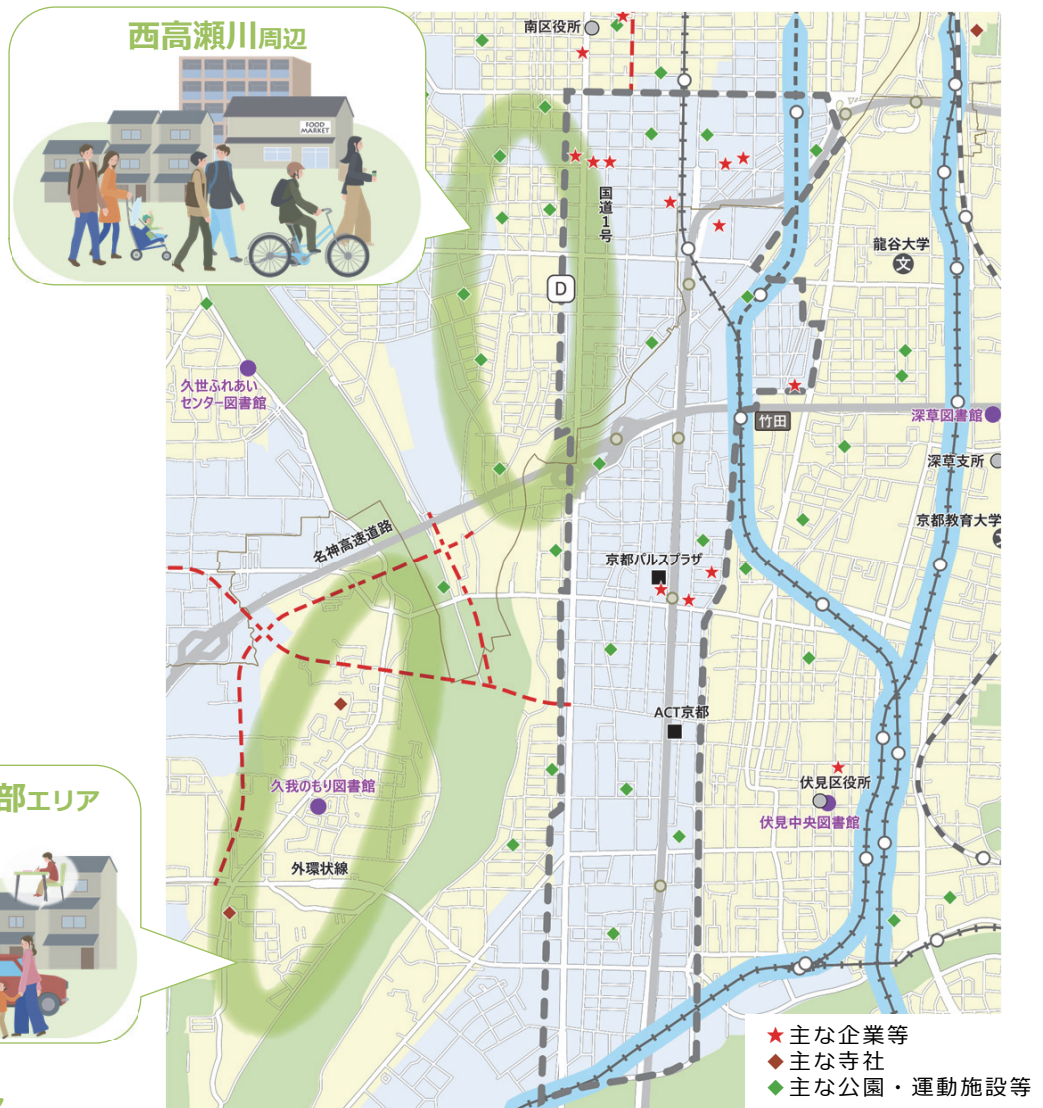 西高瀬川周辺
FOOD
MARKET
南区役所
国道1号
D
龍谷大学
文
久世ふれあい
センター図書館
竹田
深草図書館
深草支所
京都教育大学
名神高速道路
京都パルスプラザ
ACT京都
部エリア
久我のもり図書館
伏見区役所
伏見中央図書館
外環状線
主な企業等
主な寺社
主な公園・運動施設等